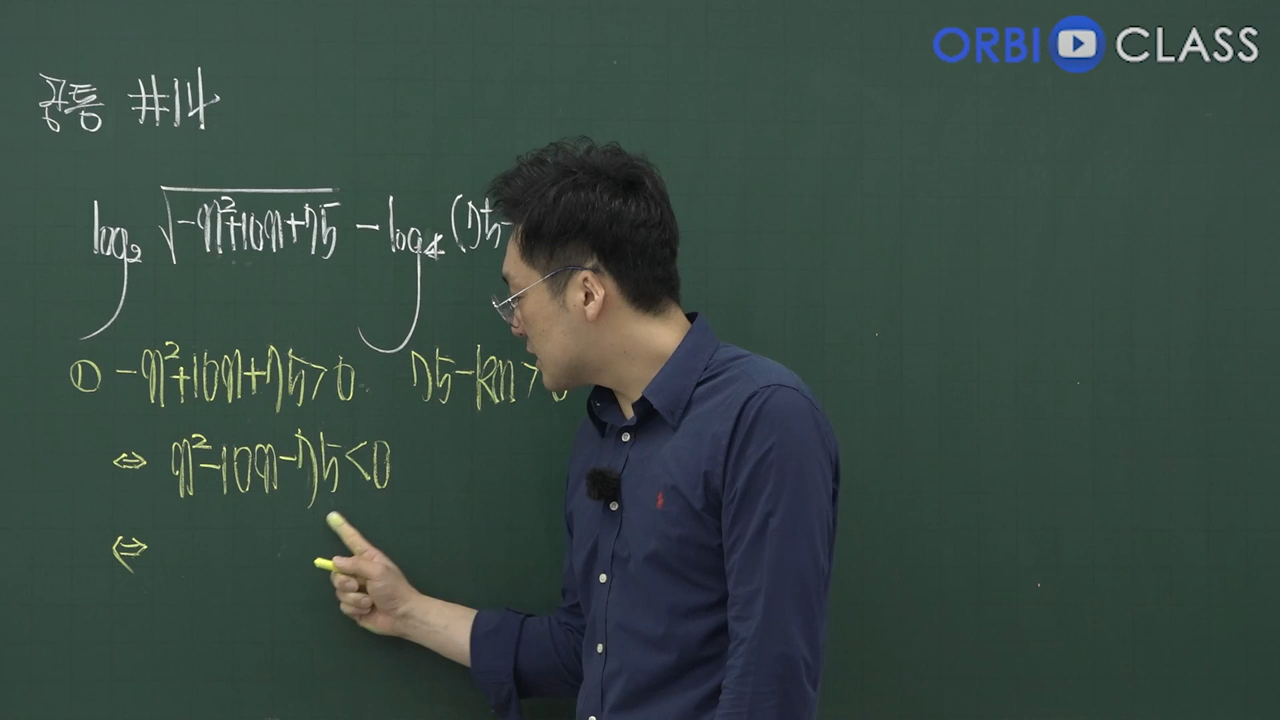 ORBI CLASS
공통 #14
log₂ √(-n²+10n+75) - log₄ (75-
① -n²+10n+75>0 75-kn>0
⇔ n²-10n-75<0
⇔